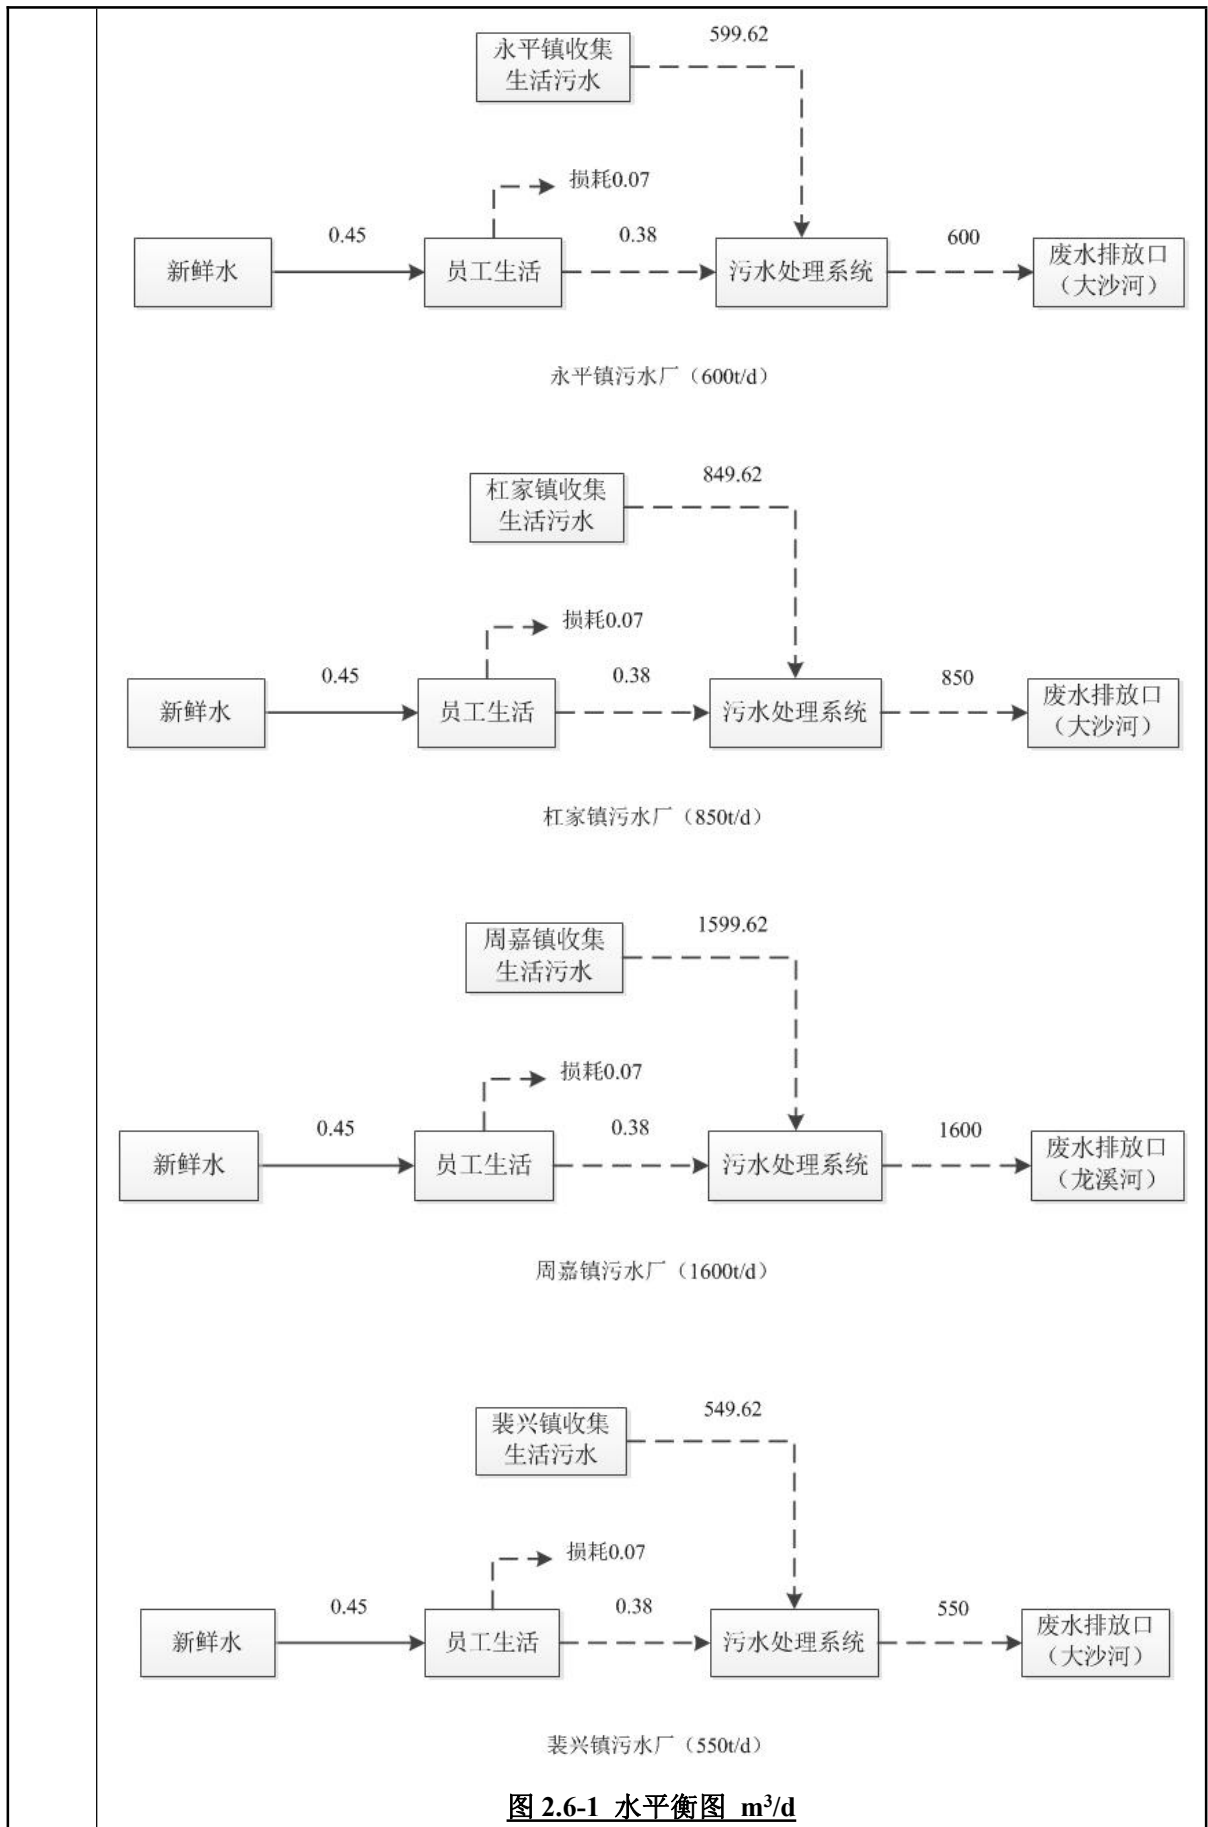 永平镇收集
生活污水
599.62
损耗0.07
新鲜水
0.45
员工生活
0.38
污水处理系统
600
废水排放口
（大沙河）
永平镇污水厂（600t/d）
杠家镇收集
生活污水
849.62
损耗0.07
新鲜水
0.45
员工生活
0.38
污水处理系统
850
废水排放口
（大沙河）
杠家镇污水厂（850t/d）
周嘉镇收集
生活污水
1599.62
损耗0.07
新鲜水
0.45
员工生活
0.38
污水处理系统
1600
废水排放口
（龙溪河）
周嘉镇污水厂（1600t/d）
裴兴镇收集
生活污水
549.62
损耗0.07
新鲜水
0.45
员工生活
0.38
污水处理系统
550
废水排放口
（大沙河）
裴兴镇污水厂（550t/d）
图 2.6-1 水平衡图 m³/d